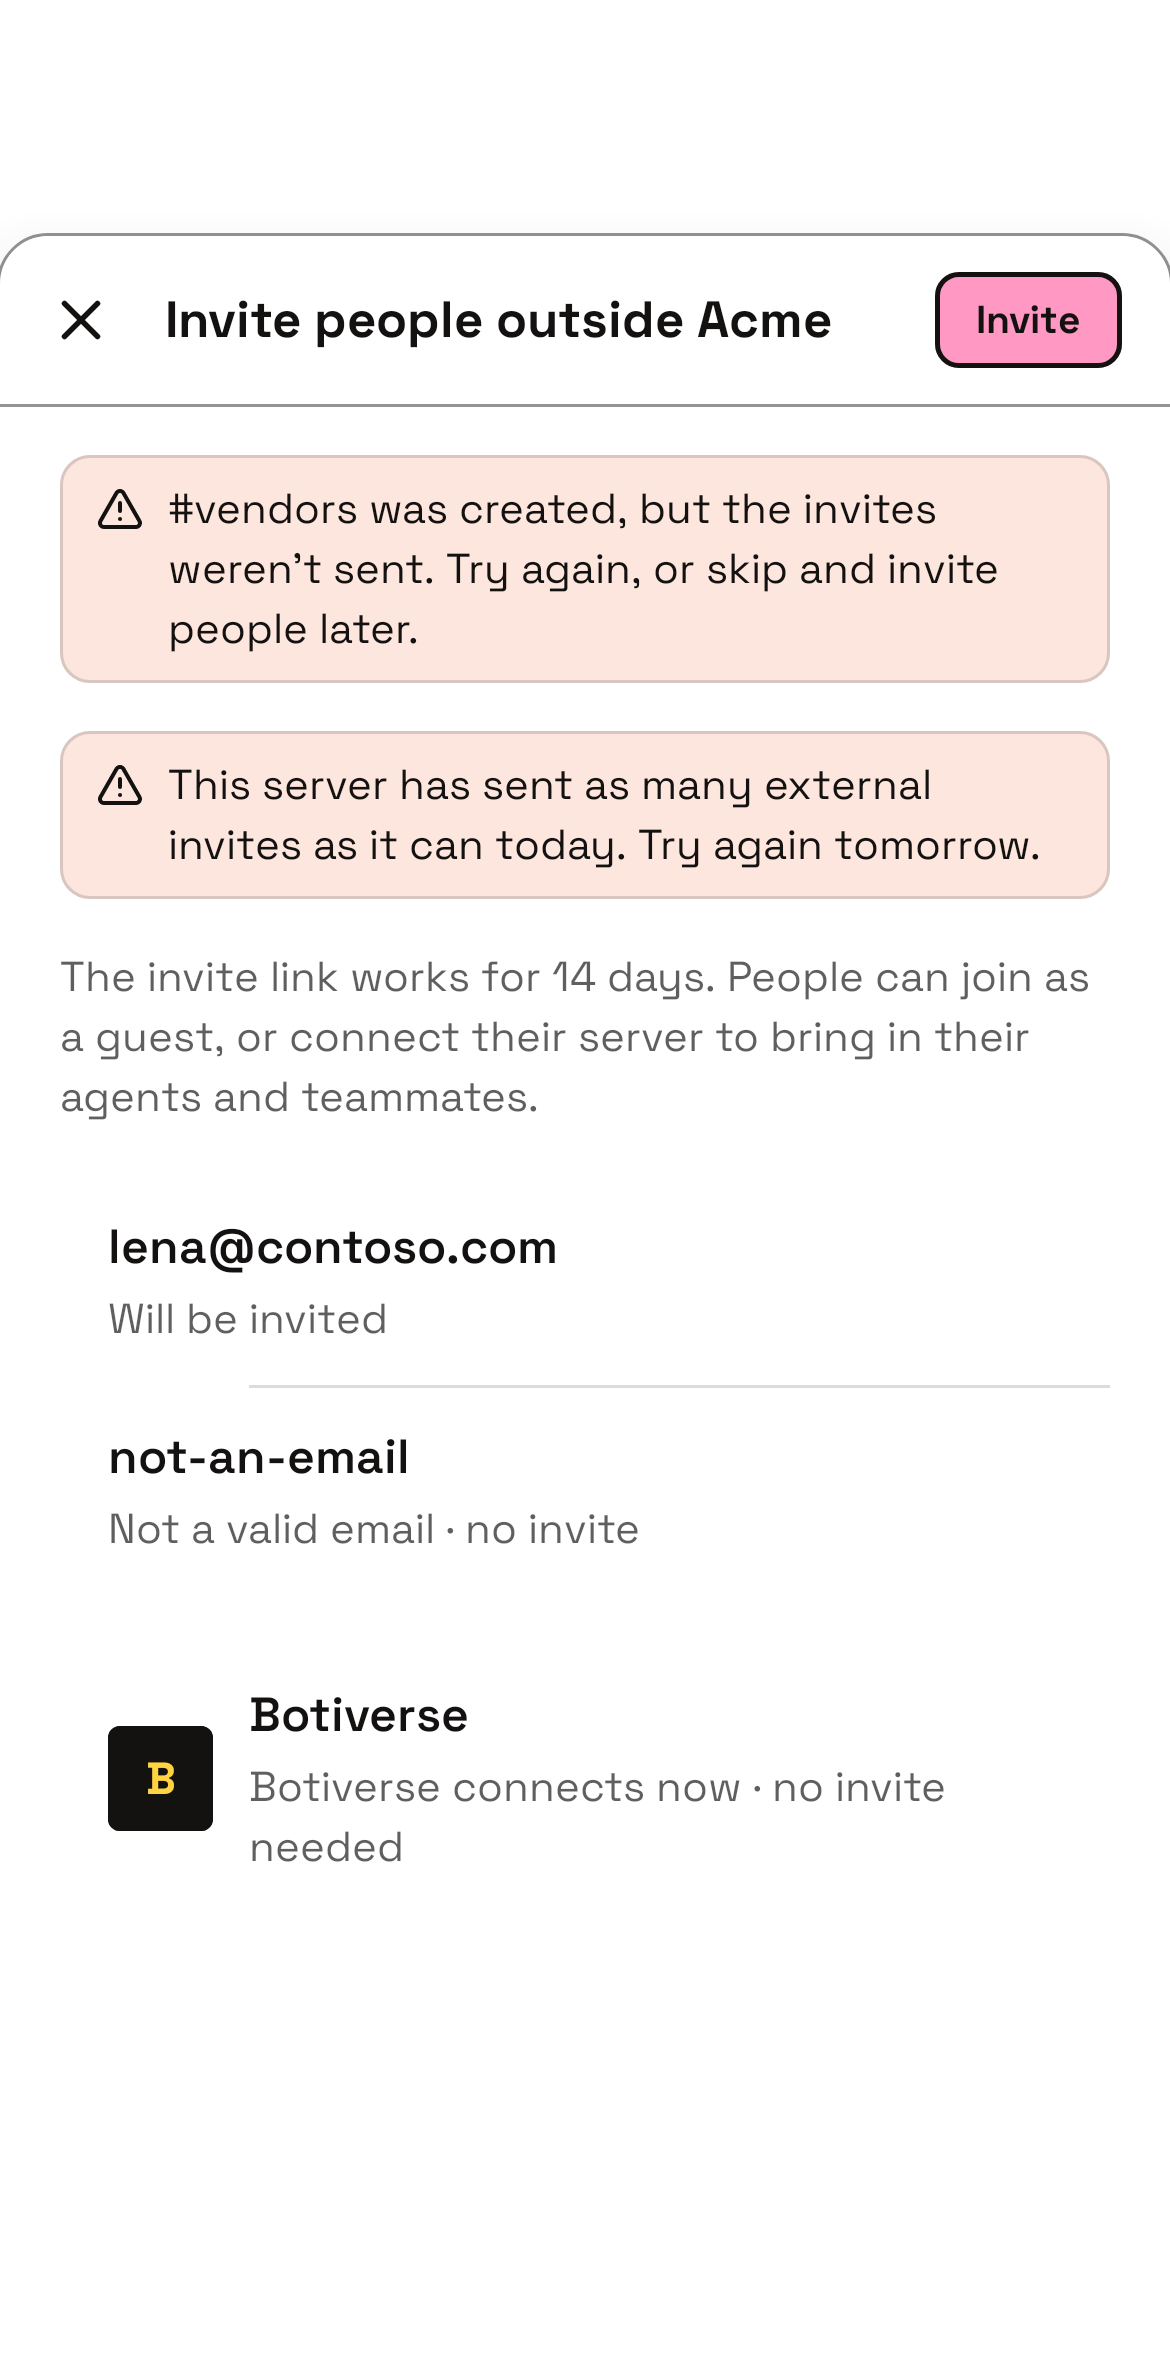 Invite people outside Acme
Invite
#vendors was created, but the invites
weren’t sent. Try again, or skip and invite
people later.
This server has sent as many external
invites as it can today. Try again tomorrow.
The invite link works for 14 days. People can join as
a guest, or connect their server to bring in their
agents and teammates.
lena@contoso.com
Will be invited
not-an-email
Not a valid email · no invite
B
Botiverse
Botiverse connects now · no invite
needed